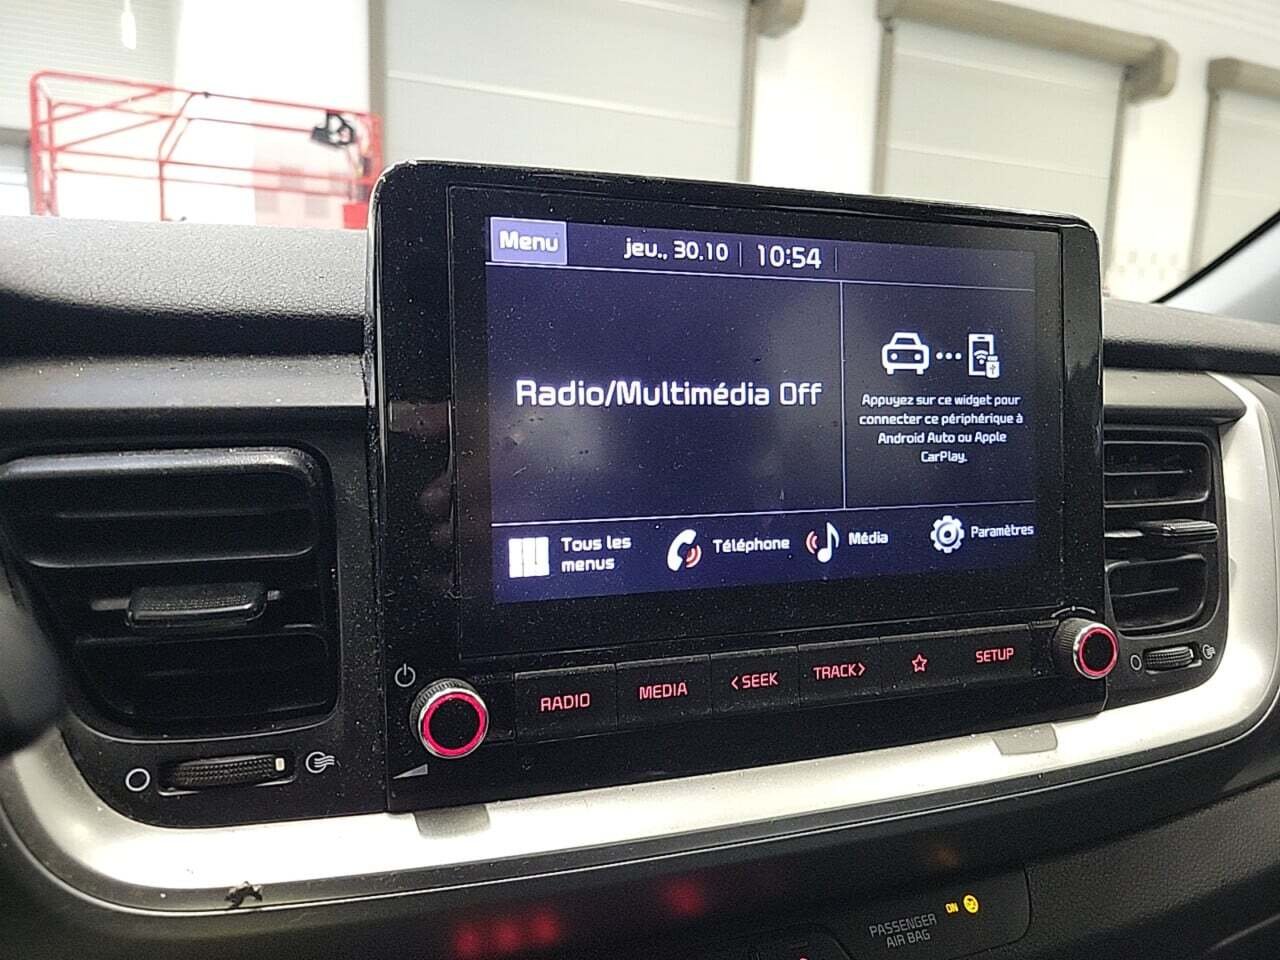 Menu
jeu., 30.10
10:54
Radio/Multimédia Off
Appuyez sur ce widget pour
connecter ce périphérique à
Android Auto ou Apple
CarPlay.
Tous les
menus
Téléphone
Média
Paramètres
RADIO
MEDIA
<SEEK
TRACK>
SETUP
PASSENGER
AIR BAG
ON